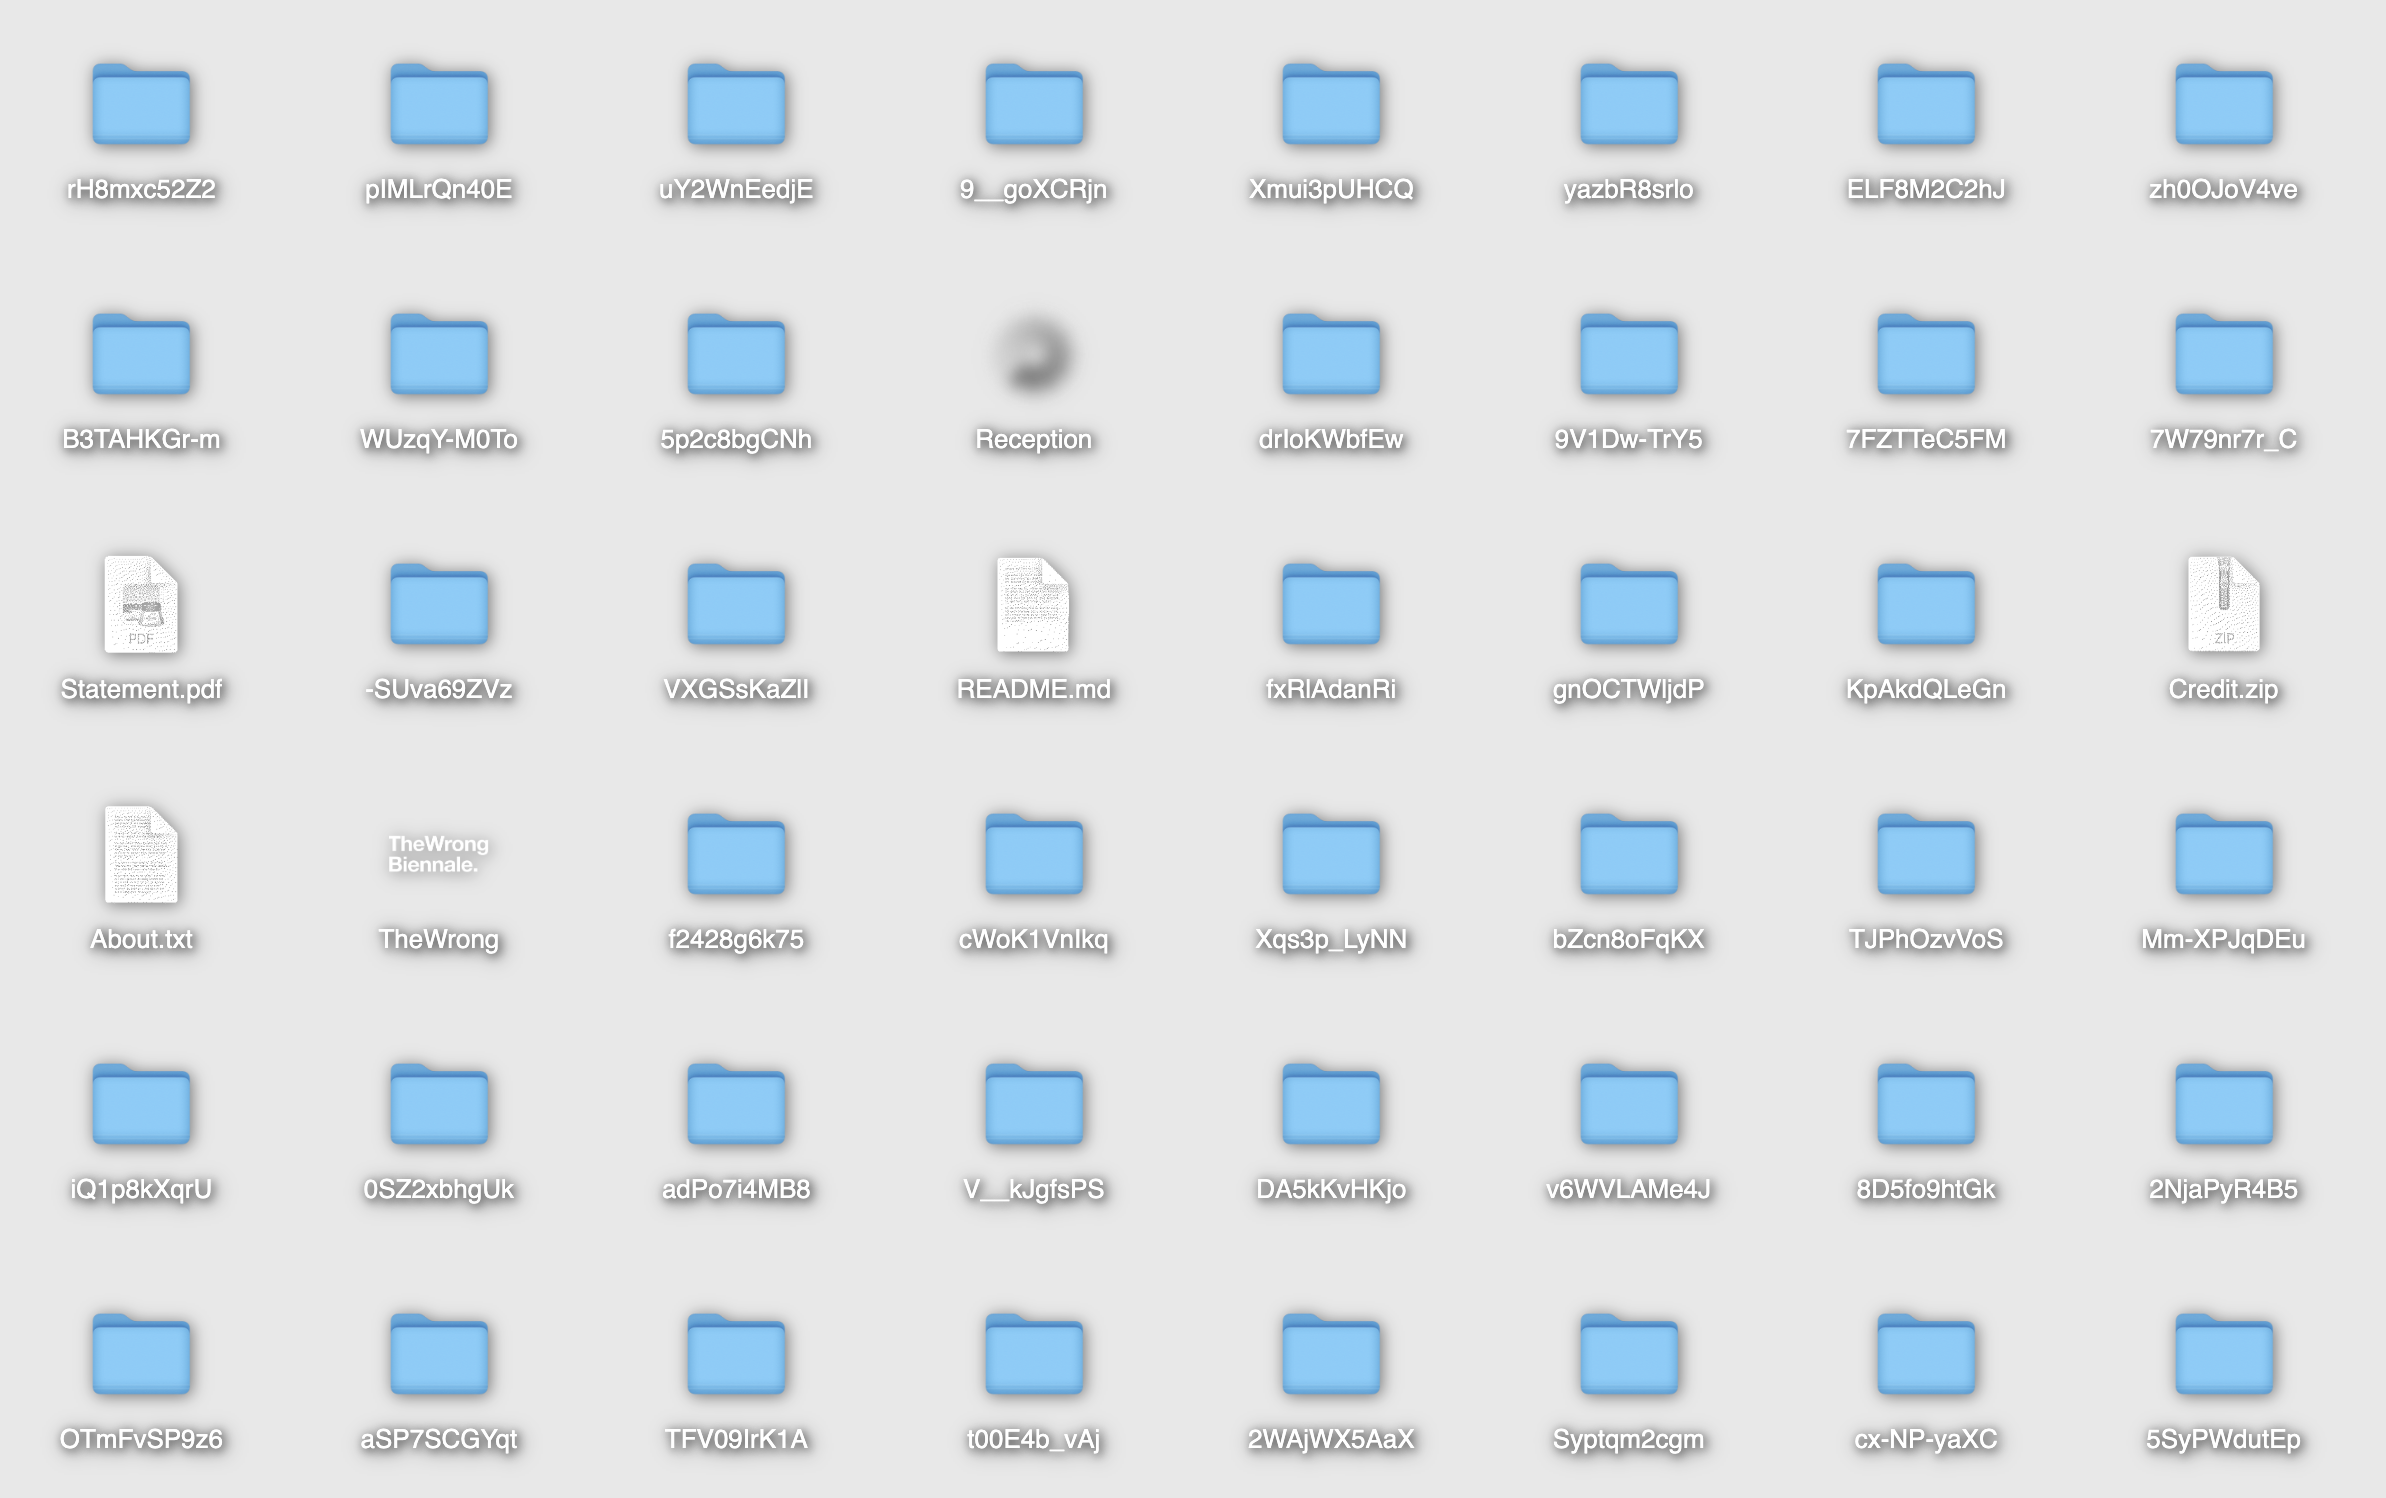 rH8mxc52Z2
pIMLrQn40E
uY2WnEedjE
9__goXCRjn
Xmui3pUHCQ
yazbR8srlo
ELF8M2C2hJ
zh0OJoV4ve
B3TAHKGr-m
WUzqY-M0To
5p2c8bgCNh
Reception
drIoKWbfEw
9V1Dw-TrY5
7FZTTeC5FM
7W79nr7r_C
PDF
Statement.pdf
-SUva69ZVz
VXGSsKaZlI
README.md
fxRlAdanRi
gnOCTWljdP
KpAkdQLeGn
ZIP
Credit.zip
About.txt
TheWrong
Biennale.
TheWrong
f2428g6k75
cWoK1VnIkq
Xqs3p_LyNN
bZcn8oFqKX
TJPhOzvVoS
Mm-XPJqDEu
iQ1p8kXqrU
0SZ2xbhgUk
adPo7i4MB8
V__kJgfsPS
DA5kKvHKjo
v6WVLAMe4J
8D5fo9htGk
2NjaPyR4B5
OTmFvSP9z6
aSP7SCGYqt
TFV09IrK1A
t00E4b_vAj
2WAjWX5AaX
Syptqm2cgm
cx-NP-yaXC
5SyPWdutEp